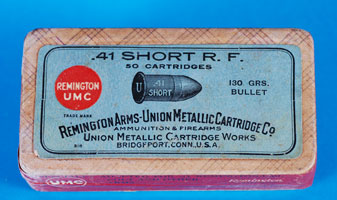 .41 SHORT R. F.
50 CARTRIDGES
REMINGTON
UMC
TRADE MARK
U
.41
SHORT
130 GRS.
BULLET
REMINGTON ARMS-UNION METALLIC CARTRIDGE CO
AMMUNITION & FIREARMS
UNION METALLIC CARTRIDGE WORKS
BRIDGEPORT, CONN., U.S.A.
UMC